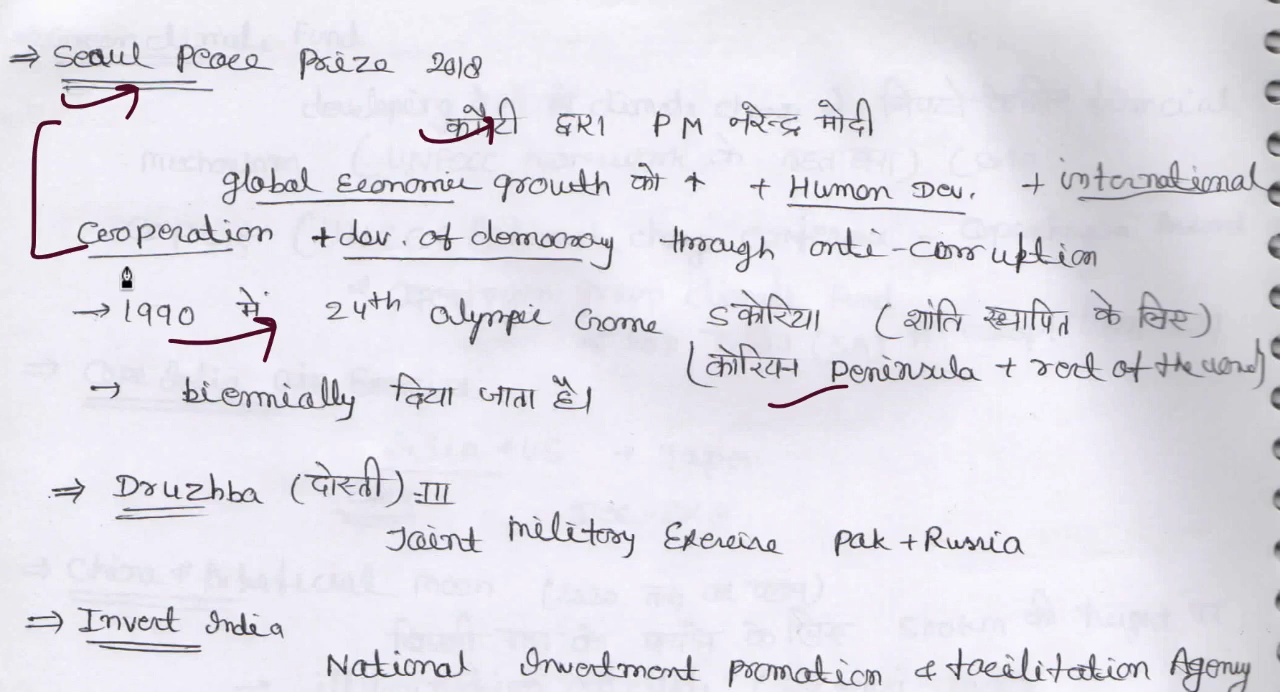 ⇒ Seoul Peace Prize 2018
कमेटी द्वारा PM नरेन्द्र मोदी
global Economic growth को ↑ + Human Dev. + international
Cooperation + dev. of democracy through anti-corruption
→ 1990 में 24th Olympic Game S कोरिया (शांति स्थापित के लिए)
(कोरियन Peninsula + rest of the world)
→ biennially दिया जाता है।
⇒ Druzhba (दोस्ती)-III
Joint military Exercise Pak + Russia
⇒ Invest India
National Investment promotion & facilitation Agency